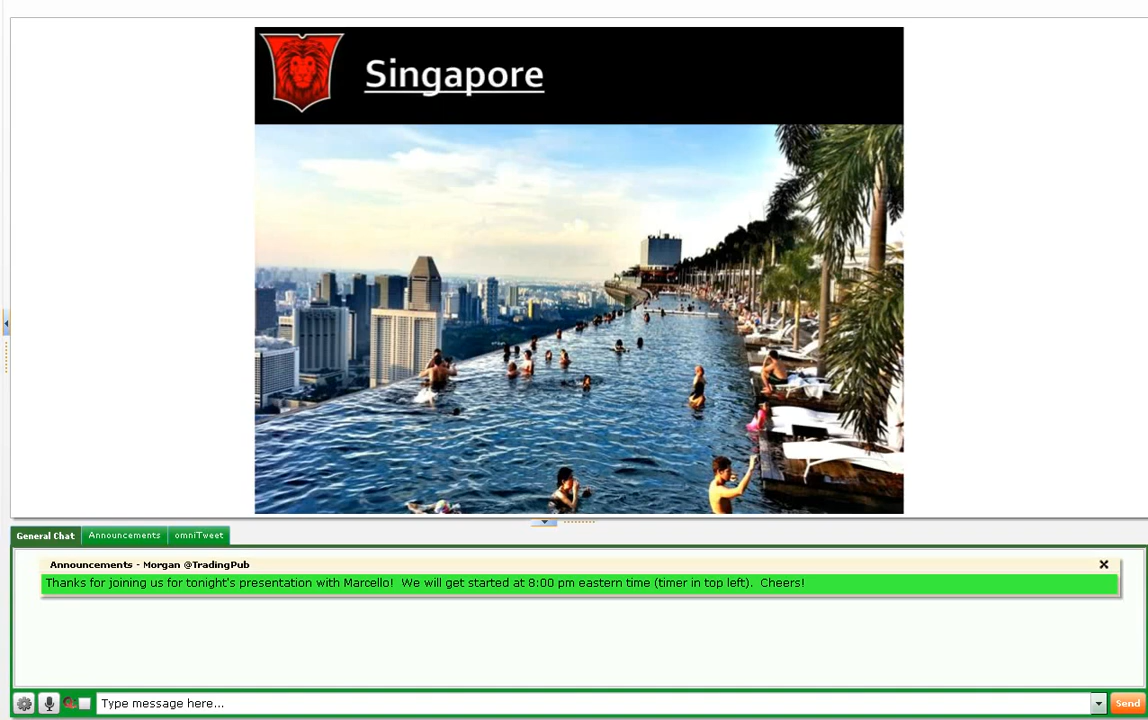 Singapore
General Chat
Announcements
omniTweet
Announcements - Morgan @TradingPub
Thanks for joining us for tonight's presentation with Marcello!  We will get started at 8:00 pm eastern time (timer in top left).  Cheers!
Type message here...
Send